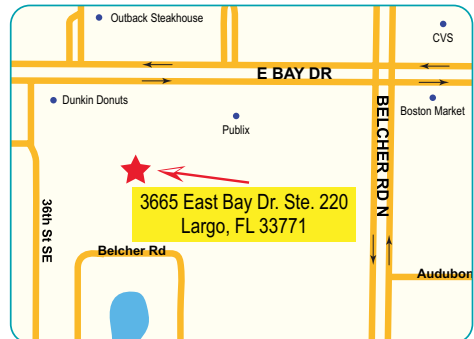 Outback Steakhouse
CVS
E BAY DR
Dunkin Donuts
Boston Market
Publix
BELCHER RD N
3665 East Bay Dr. Ste. 220
Largo, FL 33771
36th St SE
Belcher Rd
Audubon